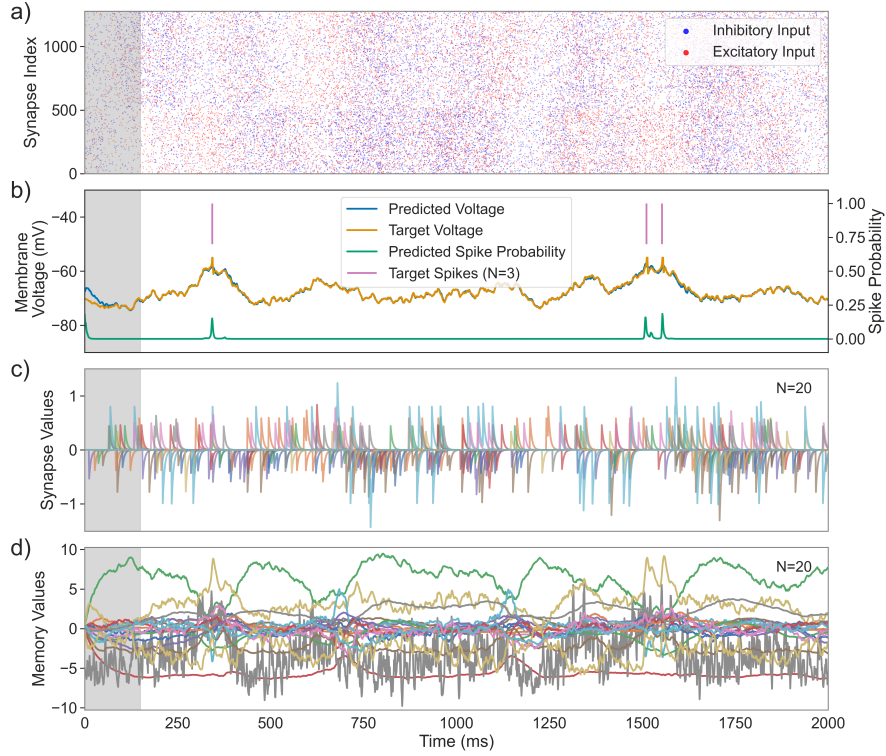 a)
Synapse Index
1000
500
0
Inhibitory Input
Excitatory Input
b)
Membrane
Voltage (mV)
−40
−60
−80
Predicted Voltage
Target Voltage
Predicted Spike Probability
Target Spikes (N=3)
1.00
0.75
0.50
0.25
0.00
Spike Probability
c)
Synapse Values
1
0
−1
N=20
d)
Memory Values
10
5
0
−5
−10
N=20
0 250 500 750 1000 1250 1500 1750 2000
Time (ms)